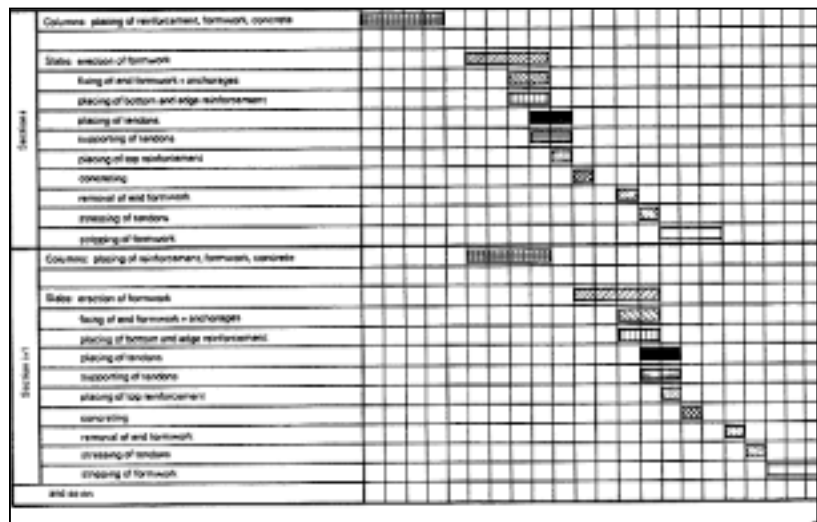 Section i
Columns: placing of reinforcement, formwork, concrete
Slabs: erection of formwork
fixing of end formwork + anchorages
placing of bottom and edge reinforcement
placing of tendons
supporting of tendons
placing of top reinforcement
concreting
removal of end formwork
stressing of tendons
stripping of formwork
Section i+1
Columns: placing of reinforcement, formwork, concrete
Slabs: erection of formwork
fixing of end formwork + anchorages
placing of bottom and edge reinforcement
placing of tendons
supporting of tendons
placing of top reinforcement
concreting
removal of end formwork
stressing of tendons
stripping of formwork
and so on